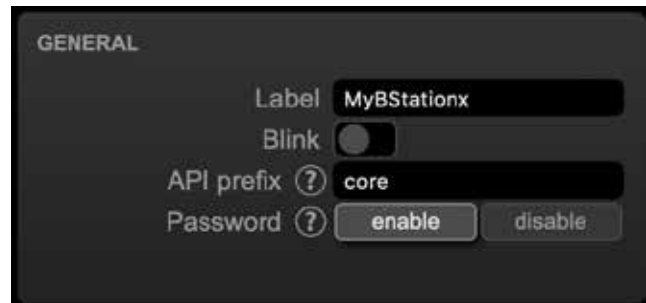 GENERAL
Label MyBStationx
Blink
API prefix ? core
Password ? enable disable